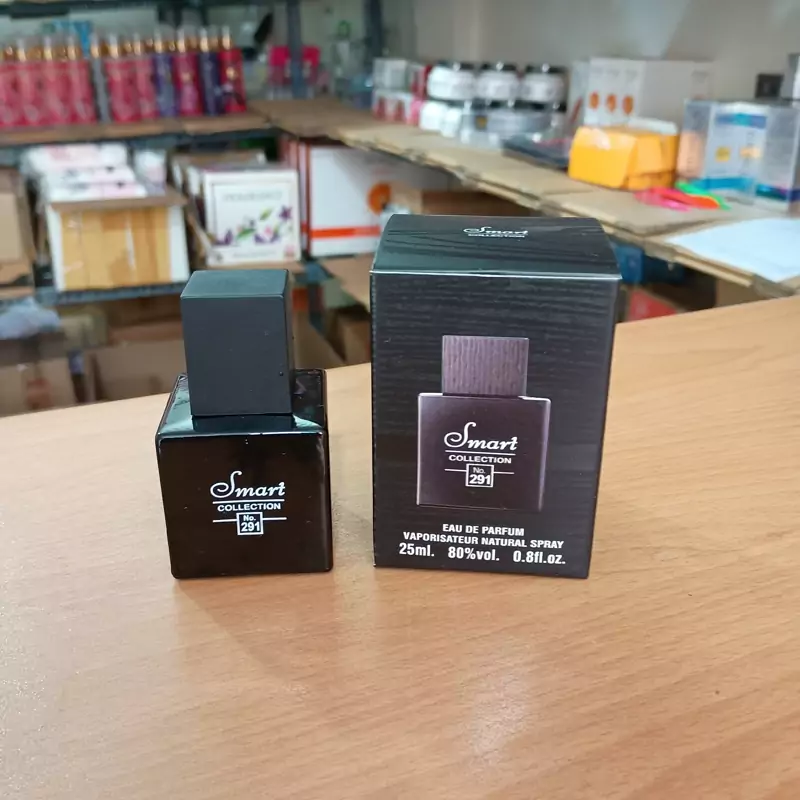 Smart
COLLECTION
Smart
COLLECTION
No.
291
EAU DE PARFUM
VAPORISATEUR NATURAL SPRAY
25ml. 80%vol. 0.8fl.oz.
Smart
COLLECTION
No.
291